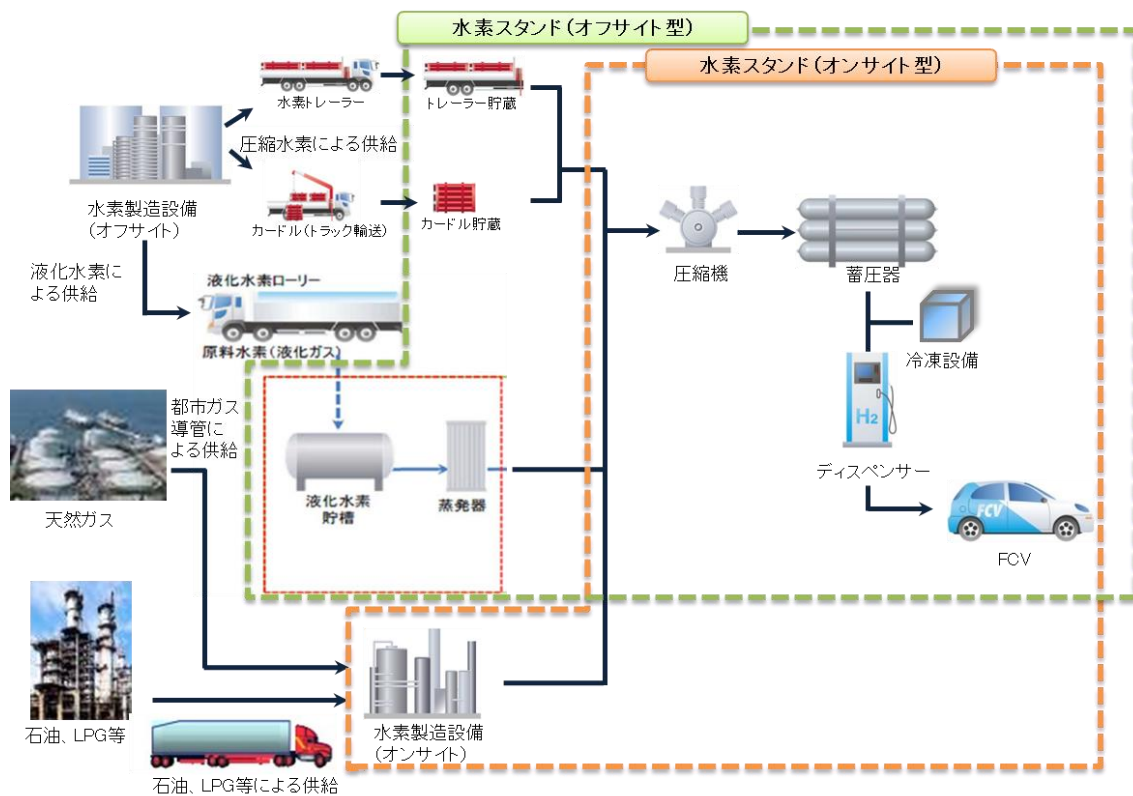 水素スタンド(オフサイト型)
水素スタンド(オンサイト型)
水素トレーラー
トレーラー貯蔵
圧縮水素による供給
水素製造設備
(オフサイト)
カードル(トラック輸送)
カードル貯蔵
圧縮機
蓄圧器
液化水素に
よる供給
液化水素ローリー
原料水素(液化ガス)
冷凍設備
H2
都市ガス
導管に
よる供給
ディスペンサー
天然ガス
液化水素
貯槽
蒸発器
FCV
FCV
石油、LPG等
水素製造設備
(オンサイト)
石油、LPG等による供給